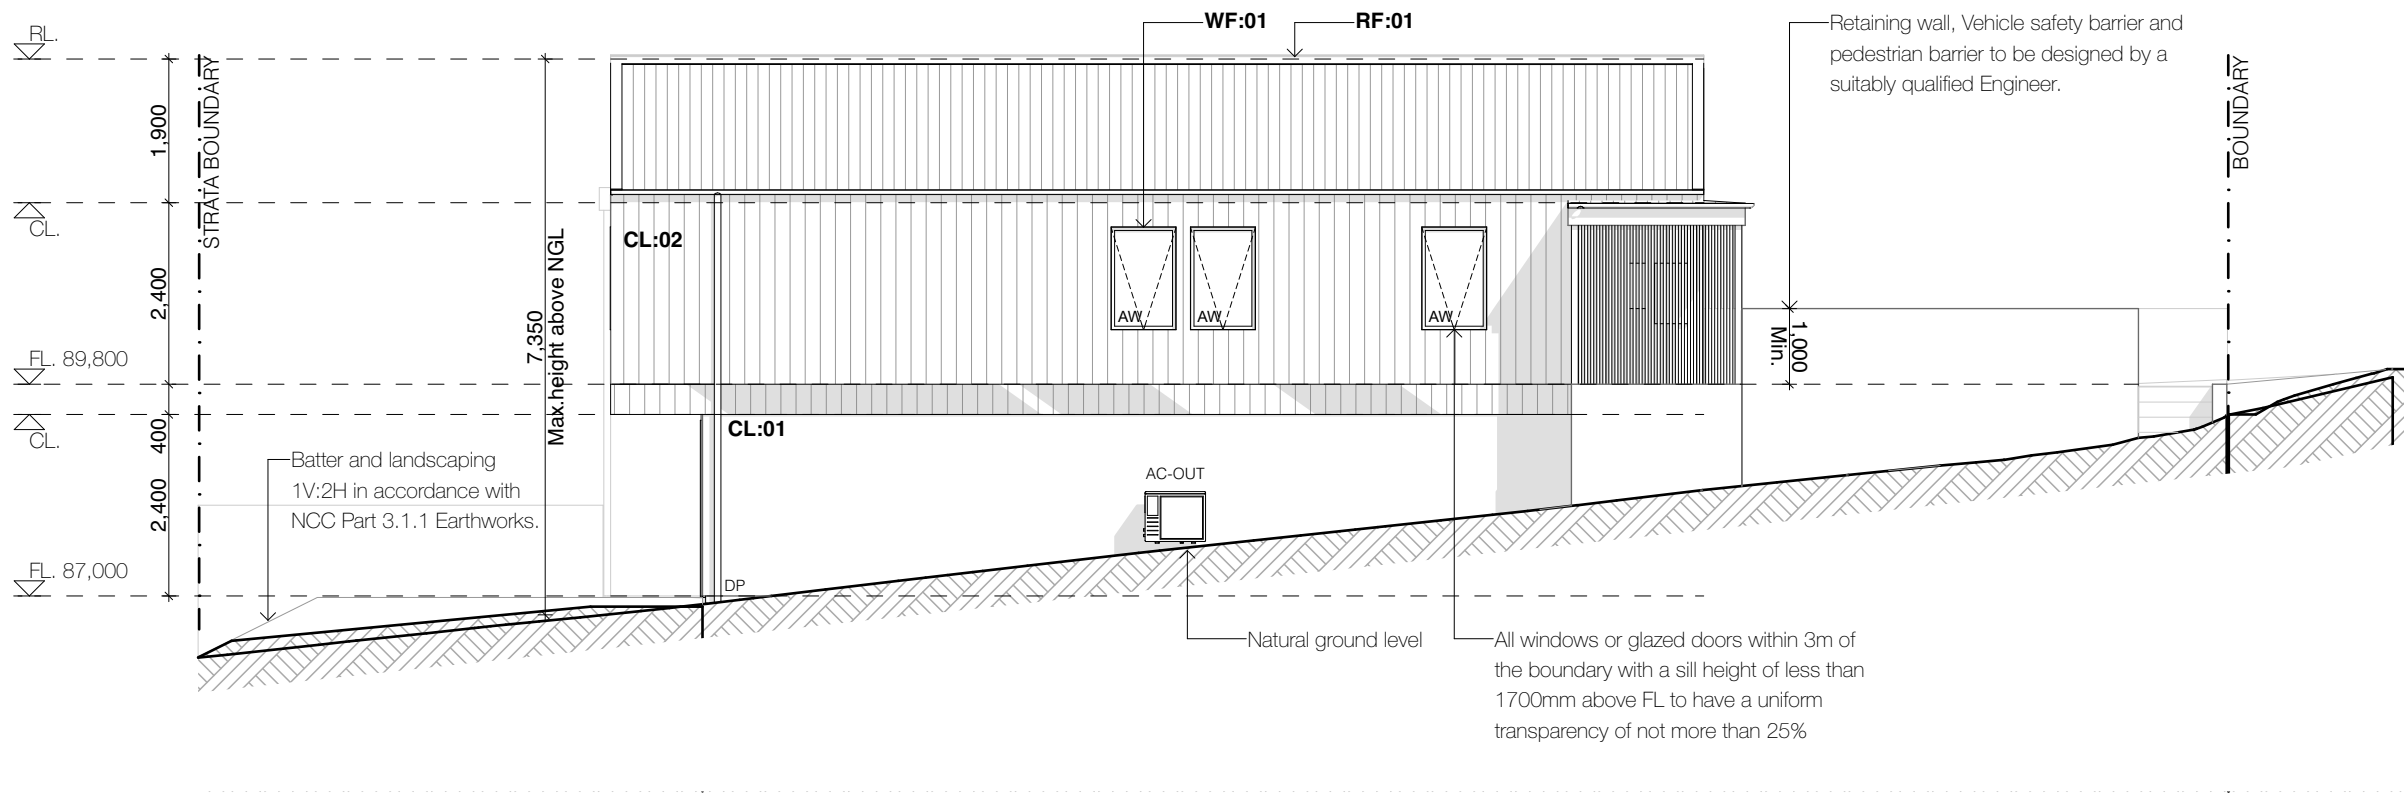 RL.
STRATA BOUNDARY
1,900
WF:01
RF:01
Retaining wall, Vehicle safety barrier and
pedestrian barrier to be designed by a
suitably qualified Engineer.
BOUNDARY
CL.
CL:02
2,400
7,350
Max.height above NGL
AW
AW
AW
1,000
Min.
FL. 89,800
CL.
400
CL:01
Batter and landscaping
1V:2H in accordance with
NCC Part 3.1.1 Earthworks.
2,400
AC-OUT
FL. 87,000
DP
Natural ground level
All windows or glazed doors within 3m of
the boundary with a sill height of less than
1700mm above FL to have a uniform
transparency of not more than 25%